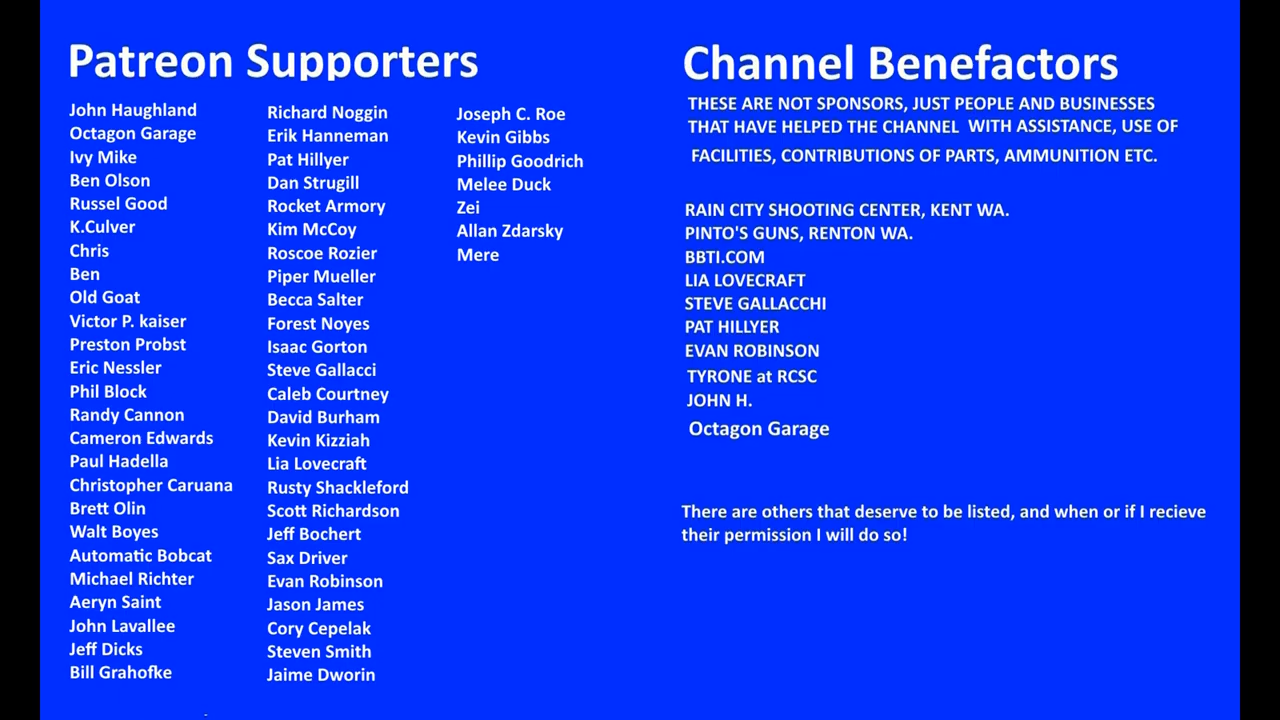 Patreon Supporters
John Haughland
Octagon Garage
Ivy Mike
Ben Olson
Russel Good
K.Culver
Chris
Ben
Old Goat
Victor P. kaiser
Preston Probst
Eric Nessler
Phil Block
Randy Cannon
Cameron Edwards
Paul Hadella
Christopher Caruana
Brett Olin
Walt Boyes
Automatic Bobcat
Michael Richter
Aeryn Saint
John Lavallee
Jeff Dicks
Bill Grahofke
Richard Noggin
Erik Hanneman
Pat Hillyer
Dan Strugill
Rocket Armory
Kim McCoy
Roscoe Rozier
Piper Mueller
Becca Salter
Forest Noyes
Isaac Gorton
Steve Gallacci
Caleb Courtney
David Burham
Kevin Kizziah
Lia Lovecraft
Rusty Shackleford
Scott Richardson
Jeff Bochert
Sax Driver
Evan Robinson
Jason James
Cory Cepelak
Steven Smith
Jaime Dworin
Joseph C. Roe
Kevin Gibbs
Phillip Goodrich
Melee Duck
Zei
Allan Zdarsky
Mere
Channel Benefactors
THESE ARE NOT SPONSORS, JUST PEOPLE AND BUSINESSES
THAT HAVE HELPED THE CHANNEL WITH ASSISTANCE, USE OF
FACILITIES, CONTRIBUTIONS OF PARTS, AMMUNITION ETC.
RAIN CITY SHOOTING CENTER, KENT WA.
PINTO'S GUNS, RENTON WA.
BBTI.COM
LIA LOVECRAFT
STEVE GALLACCHI
PAT HILLYER
EVAN ROBINSON
TYRONE at RCSC
JOHN H.
Octagon Garage
There are others that deserve to be listed, and when or if I recieve
their permission I will do so!